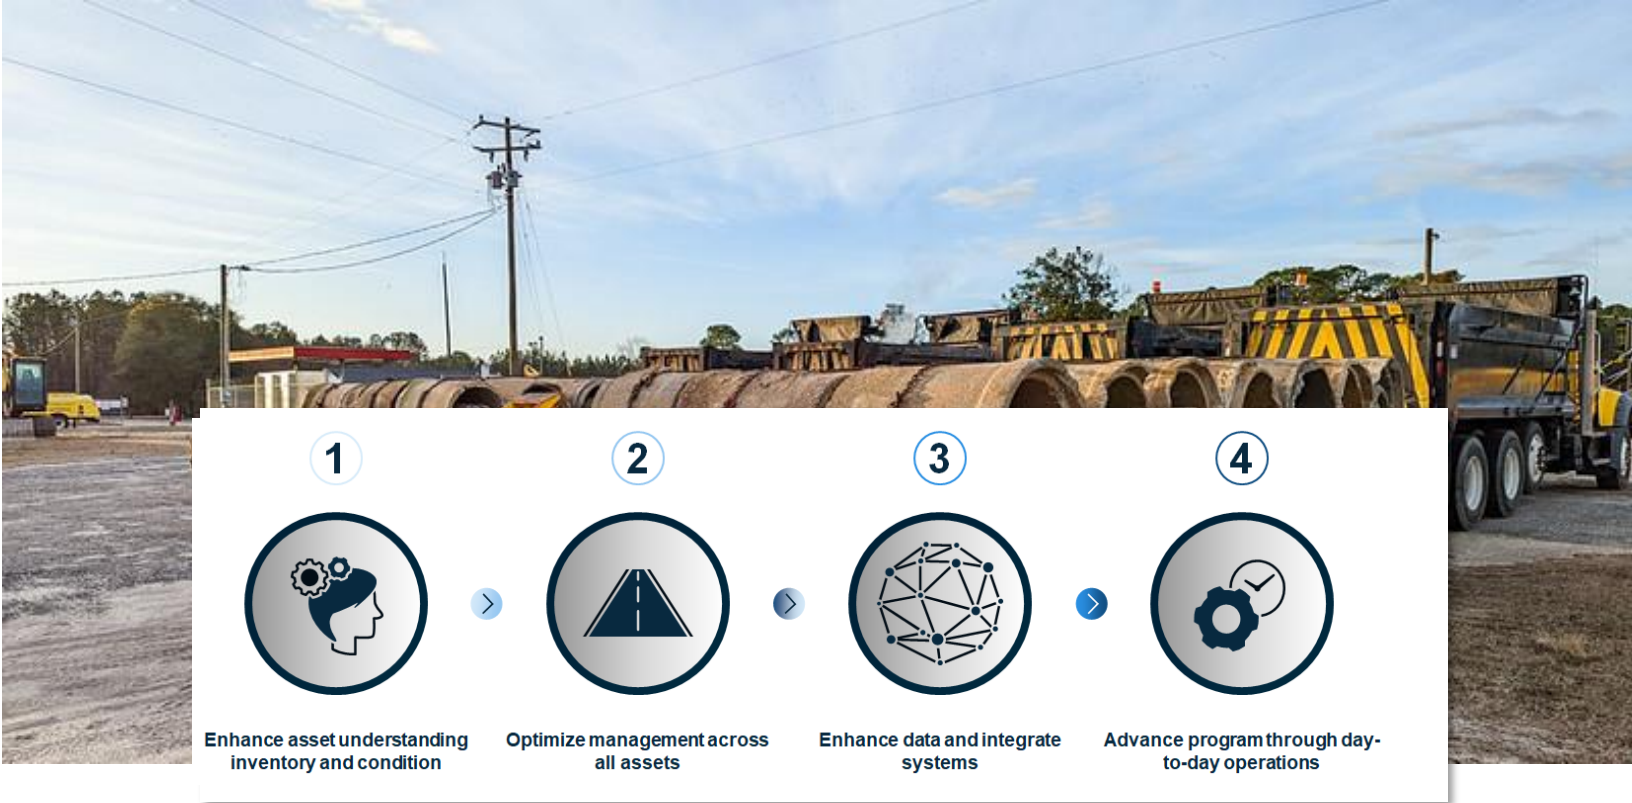 1
2
3
4
Enhance asset understanding
inventory and condition
Optimize management across
all assets
Enhance data and integrate
systems
Advance program through day-
to-day operations